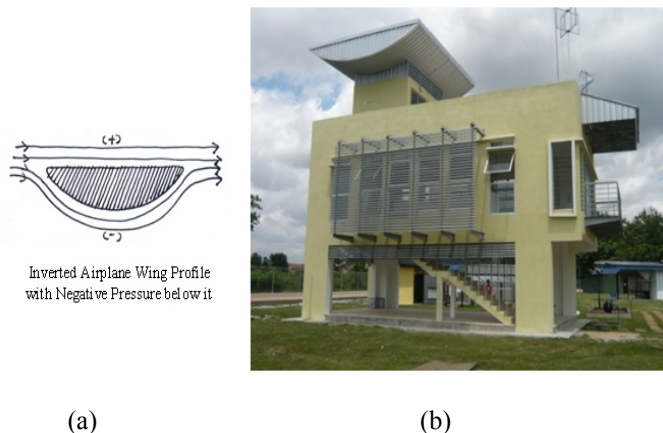 (+)
(-)
Inverted Airplane Wing Profile
with Negative Pressure below it
(a)
(b)